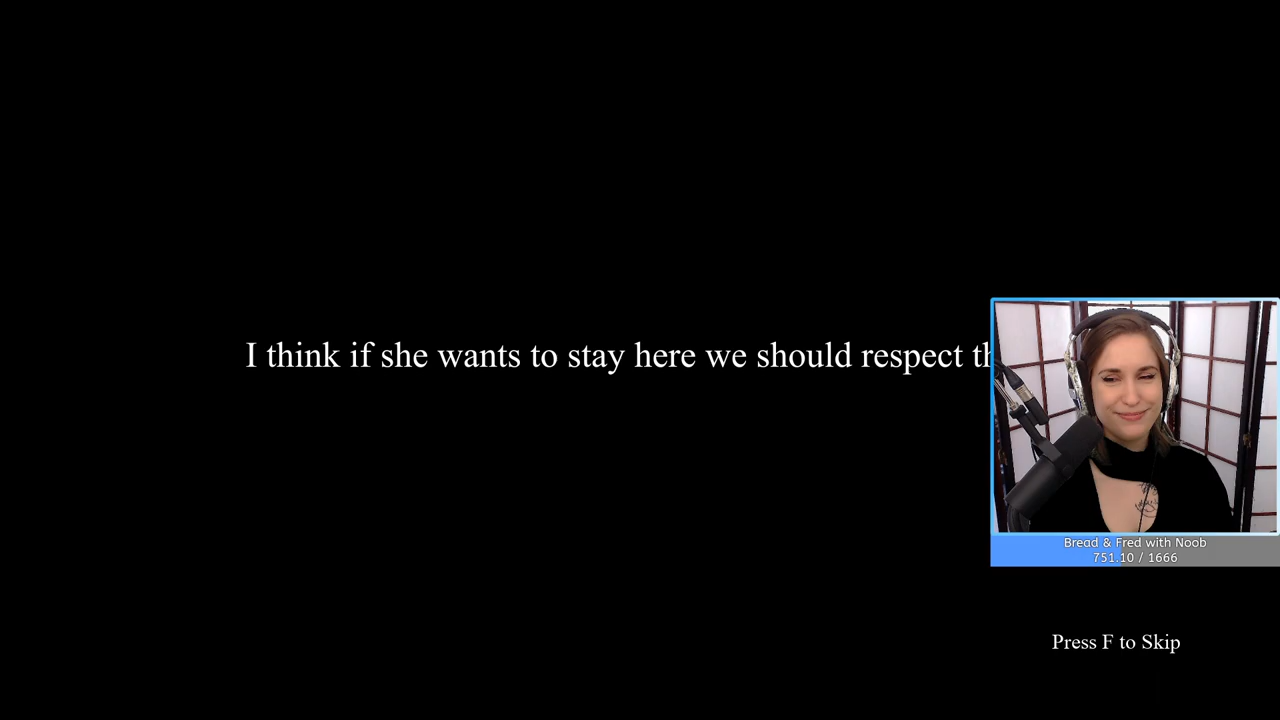 I think if she wants to stay here we should respect
Bread & Fred with Noob
751.10 / 1666
Press F to Skip